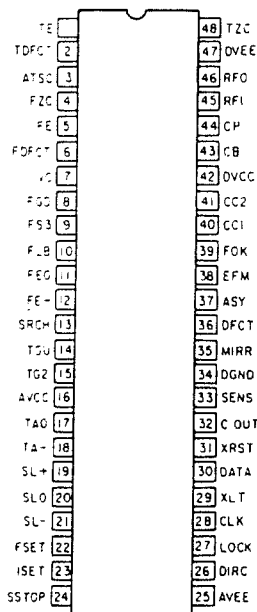 TE 48 TZC
TDFCT 2 47 DVEE
ATSC 3 46 RFO
FZC 4 45 RFI
FE 5 44 CP
FDFCT 6 43 CB
VC 7 42 DVCC
FGD 8 41 CC2
FS3 9 40 CC1
FLB 10 39 FOK
FEO 11 38 EFM
FE- 12 37 ASY
SRCH 13 36 DFCT
TGU 14 35 MIRR
TG2 15 34 DGND
AVCC 16 33 SENS
TAO 17 32 C OUT
TA- 18 31 XRST
SL+ 19 30 DATA
SLO 20 29 XLT
SL- 21 28 CLK
FSET 22 27 LOCK
ISET 23 26 DIRC
SSTOP 24 25 AVEE